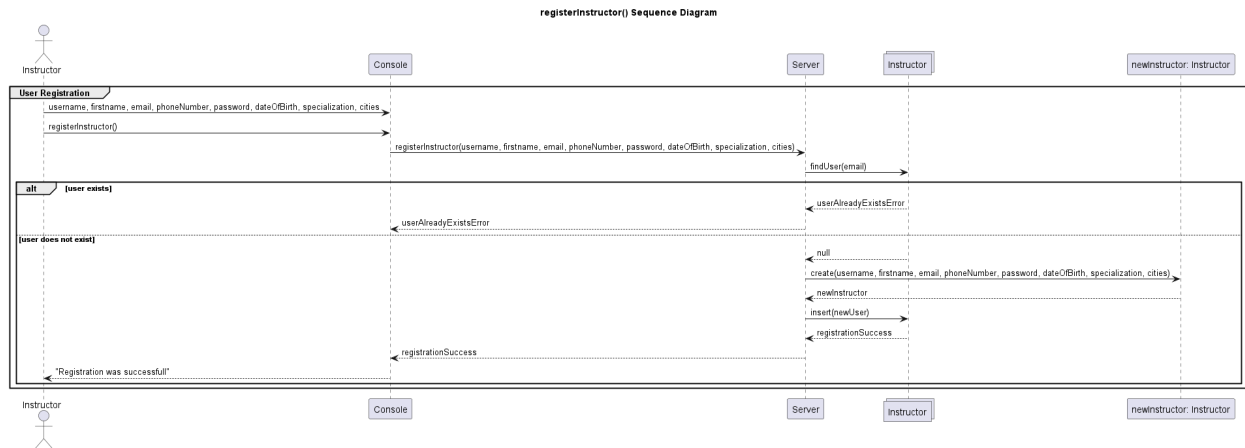 registerInstructor() Sequence Diagram
Instructor
Console
Server
Instructor
newInstructor: Instructor
User Registration
username, firstname, email, phoneNumber, password, dateOfBirth, specialization, cities
registerInstructor()
registerInstructor(username, firstname, email, phoneNumber, password, dateOfBirth, specialization, cities)
findUser(email)
alt [user exists]
userAlreadyExistsError
userAlreadyExistsError
[user does not exist]
null
create(username, firstname, email, phoneNumber, password, dateOfBirth, specialization, cities)
newInstructor
insert(newUser)
registrationSuccess
registrationSuccess
"Registration was successfull"
Instructor
Console
Server
Instructor
newInstructor: Instructor